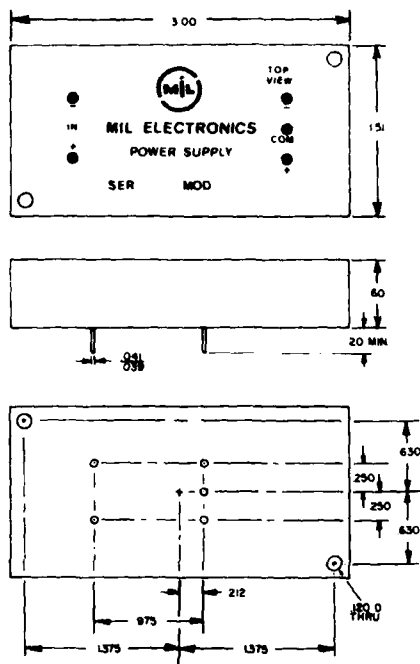 3.00
TOP
VIEW
MIL
–
–
IN
MIL ELECTRONICS
COM
1.51
+
POWER SUPPLY
+
SER MOD
.60
.20 MIN.
.041
.039
.630
.250
.250
.630
.212
.975
.120 D
THRU
1.375
1.375